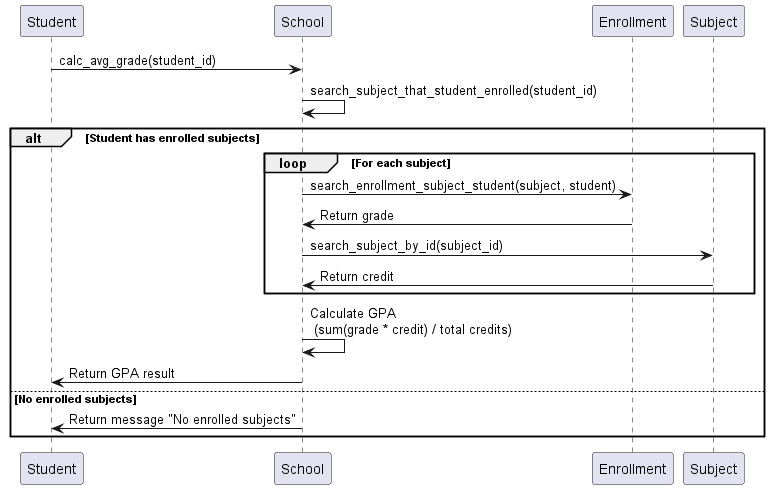 Student School Enrollment Subject
calc_avg_grade(student_id)
search_subject_that_student_enrolled(student_id)
alt [Student has enrolled subjects]
loop [For each subject]
search_enrollment_subject_student(subject, student)
Return grade
search_subject_by_id(subject_id)
Return credit
Calculate GPA
(sum(grade * credit) / total credits)
Return GPA result
[No enrolled subjects]
Return message "No enrolled subjects"
Student School Enrollment Subject